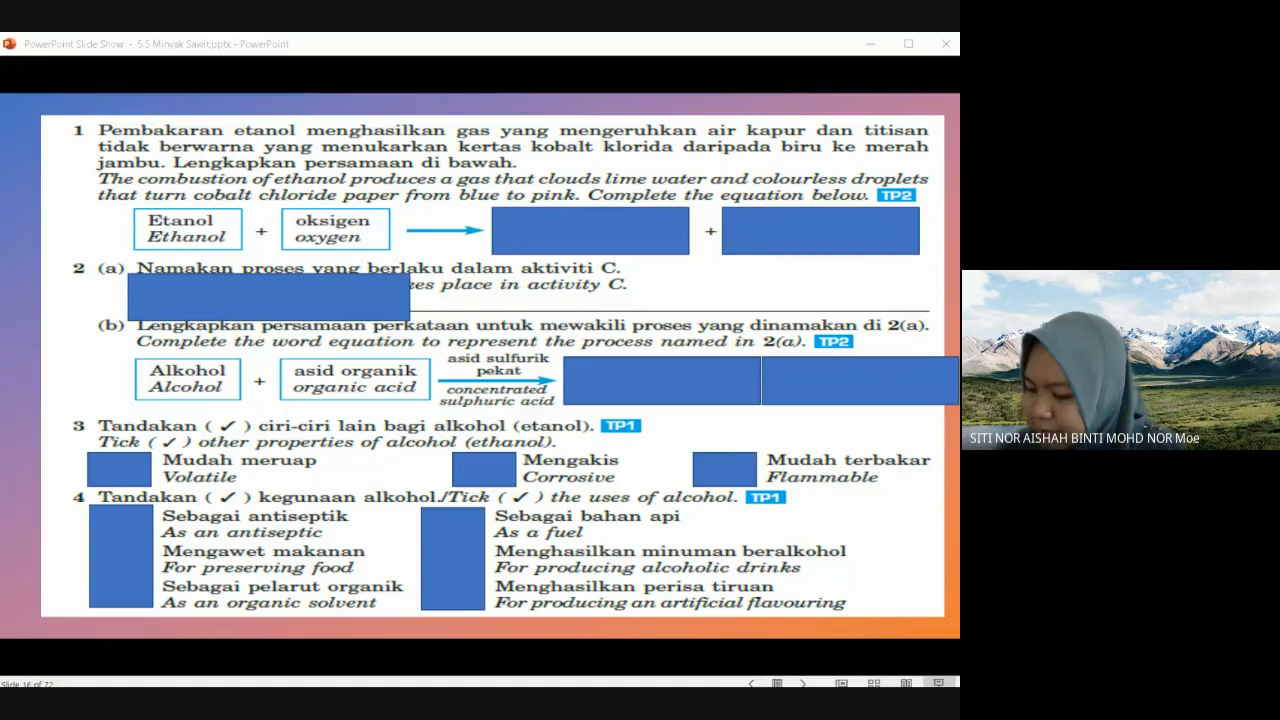 PowerPoint Slide Show - 5.5 Minyak Sawit.pptx - PowerPoint
1 Pembakaran etanol menghasilkan gas yang mengeruhkan air kapur dan titisan
tidak berwarna yang menukarkan kertas kobalt klorida daripada biru ke merah
jambu. Lengkapkan persamaan di bawah.
The combustion of ethanol produces a gas that clouds lime water and colourless droplets
that turn cobalt chloride paper from blue to pink. Complete the equation below. TP2
Etanol + oksigen +
Ethanol oxygen
2 (a) Namakan proses yang berlaku dalam aktiviti C.
place in activity C.
(b) Lengkapkan persamaan perkataan untuk mewakili proses yang dinamakan di 2(a).
Complete the word equation to represent the process named in 2(a). TP2
Alkohol + asid organik asid sulfurik
Alcohol organic acid pekat
concentrated
sulphuric acid
3 Tandakan ( ✓ ) ciri-ciri lain bagi alkohol (etanol). TP1
Tick ( ✓ ) other properties of alcohol (ethanol).
Mudah meruap Mengakis Mudah terbakar
Volatile Corrosive Flammable
4 Tandakan ( ✓ ) kegunaan alkohol./Tick ( ✓ ) the uses of alcohol. TP1
Sebagai antiseptik Sebagai bahan api
As an antiseptic As a fuel
Mengawet makanan Menghasilkan minuman beralkohol
For preserving food For producing alcoholic drinks
Sebagai pelarut organik Menghasilkan perisa tiruan
As an organic solvent For producing an artificial flavouring
SITI NOR AISHAH BINTI MOHD NOR Moe
Slide 16 of 72